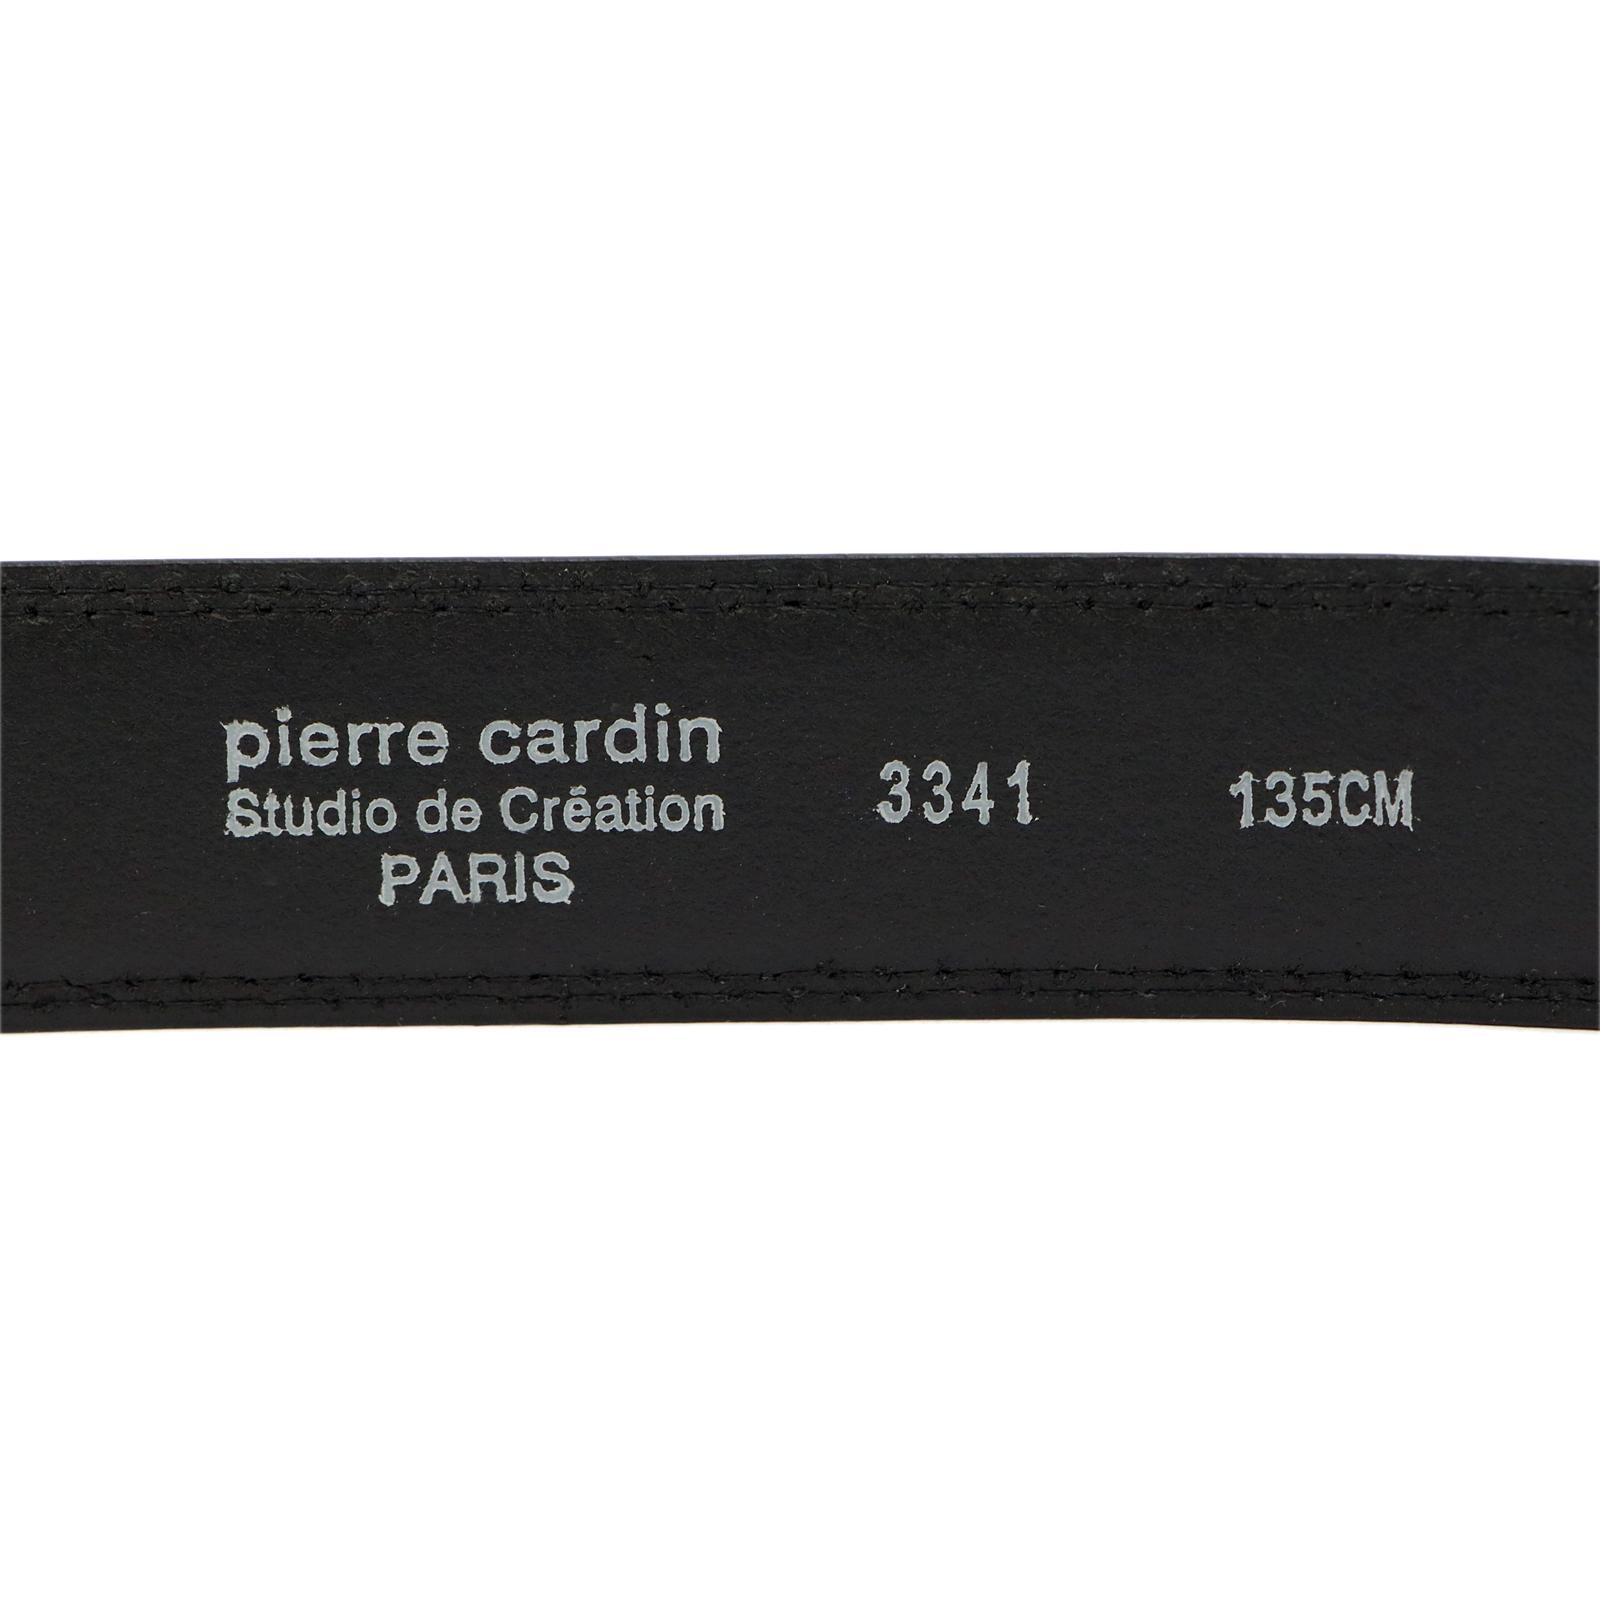 pierre cardin
Studio de Création
PARIS
3341
135CM